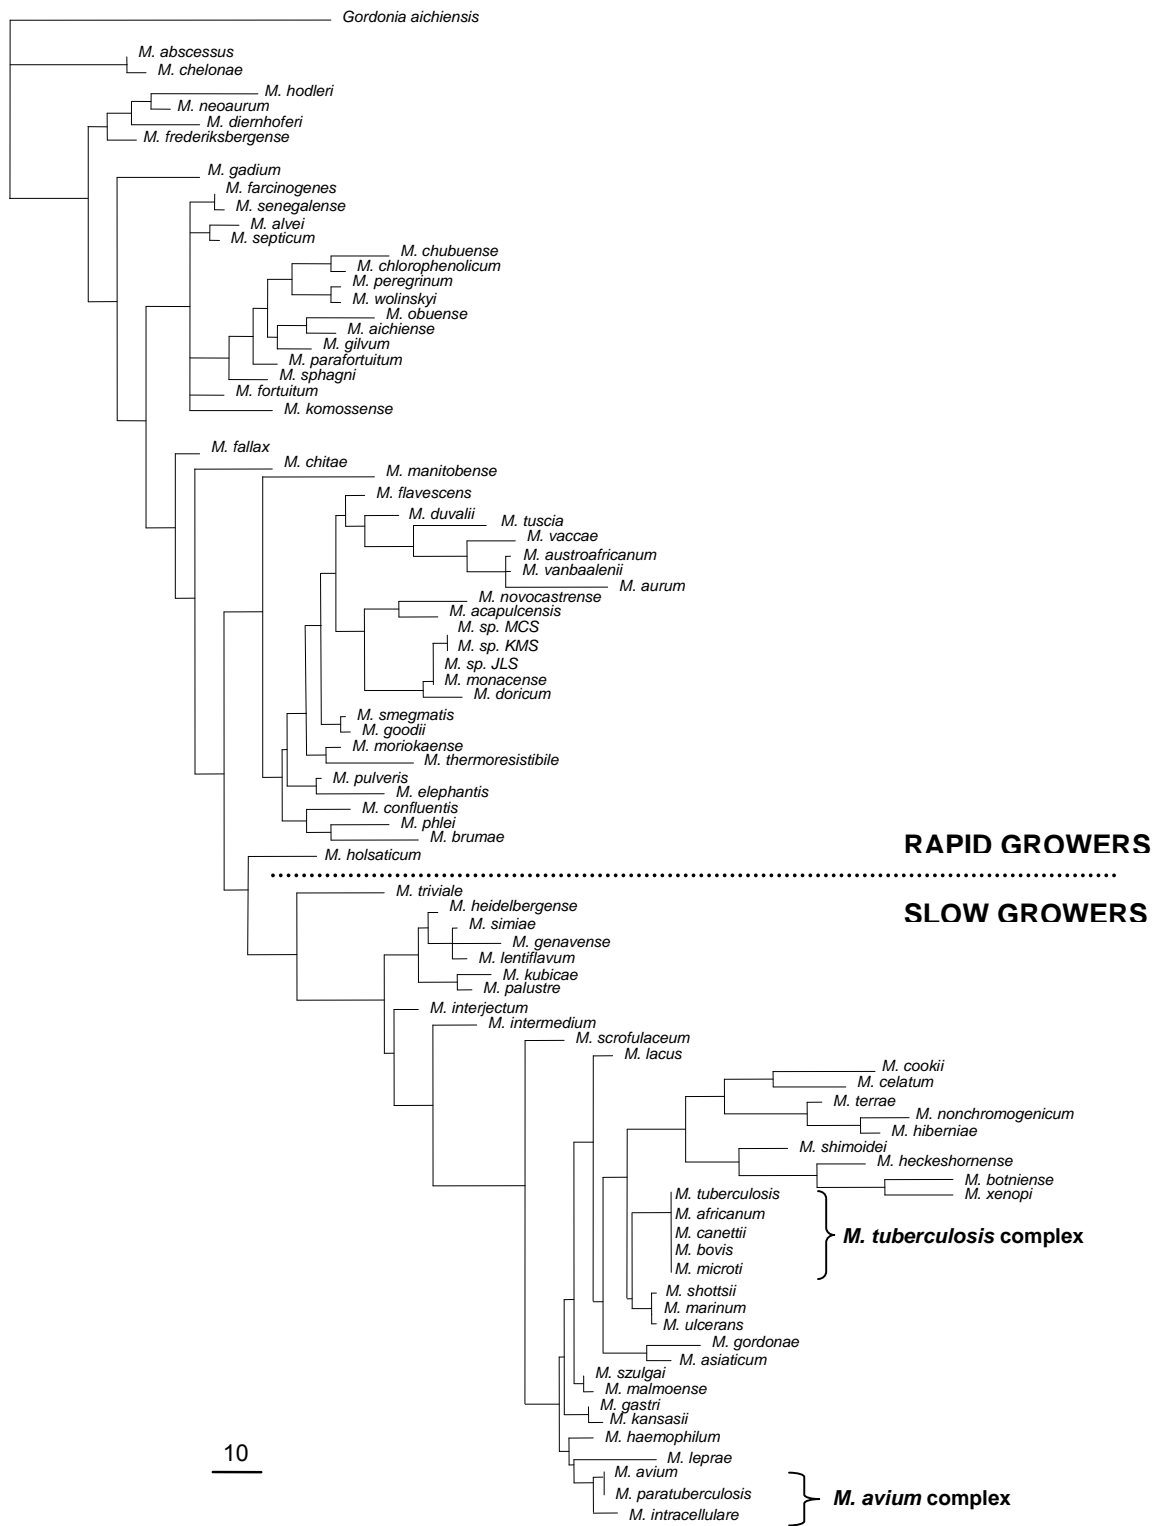 Gordonia aichiensis
M. abscessus
M. chelonae
M. hodleri
M. neoaurum
M. diernhoferi
M. frederiksbergense
M. gadium
M. farcinogenes
M. senegalense
M. alvei
M. septicum
M. chubuense
M. chlorophenolicum
M. peregrinum
M. wolinskyi
M. obuense
M. aichiense
M. gilvum
M. parafortuitum
M. sphagni
M. fortuitum
M. komossense
M. fallax
M. chitae
M. manitobense
M. flavescens
M. duvalii
M. tuscia
M. vaccae
M. austroafricanum
M. vanbaalenii
M. aurum
M. novocastrense
M. acapulcensis
M. sp. MCS
M. sp. KMS
M. sp. JLS
M. monacense
M. doricum
M. smegmatis
M. goodii
M. moriokaense
M. thermoresistibile
M. pulveris
M. elephantis
M. confluentis
M. phlei
M. brumae
RAPID GROWERS
M. holsaticum
M. triviale
SLOW GROWERS
M. heidelbergense
M. simiae
M. genavense
M. lentiflavum
M. kubicae
M. palustre
M. interjectum
M. intermedium
M. scrofulaceum
M. lacus
M. cookii
M. celatum
M. terrae
M. nonchromogenicum
M. hiberniae
M. shimoidei
M. heckeshornense
M. botniense
M. xenopi
M. tuberculosis
M. africanum
M. canettii
M. tuberculosis complex
M. bovis
M. microti
M. shottsii
M. marinum
M. ulcerans
M. gordonae
M. asiaticum
M. szulgai
M. malmoense
M. gastri
M. kansasii
M. haemophilum
10
M. leprae
M. avium
M. paratuberculosis
M. avium complex
M. intracellulare